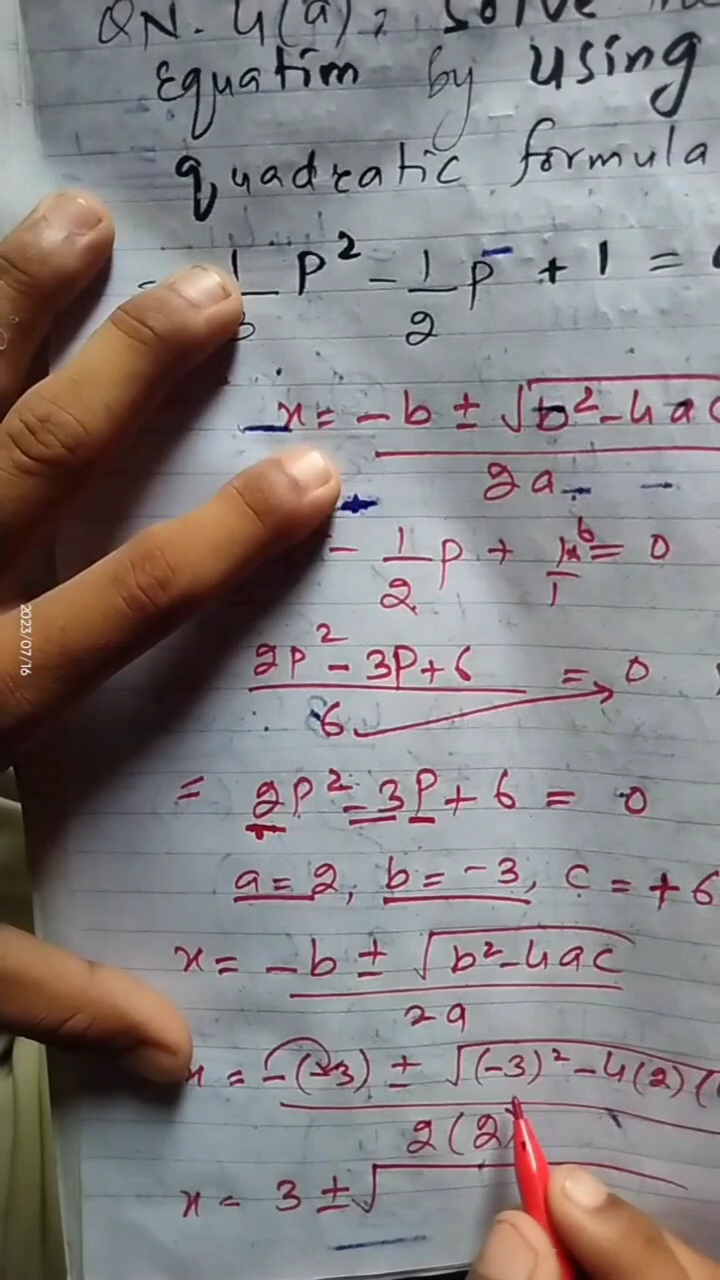 QN. 4(a), Solve
Equation by using
quadratic formula
P² - 1/2 P + 1 =
x = -b ± √b² - 4ac
2a
- 1/2 P + 1×6/1 = 0
2P² - 3P + 6 = 0
6
= 2P² - 3P + 6 = 0
a = 2, b = -3, c = +6
x = -b ± √b² - 4ac
2a
x = -(-3) ± √(-3)² - 4(2)(
2(2)
x = 3 ± √
2023/07/16